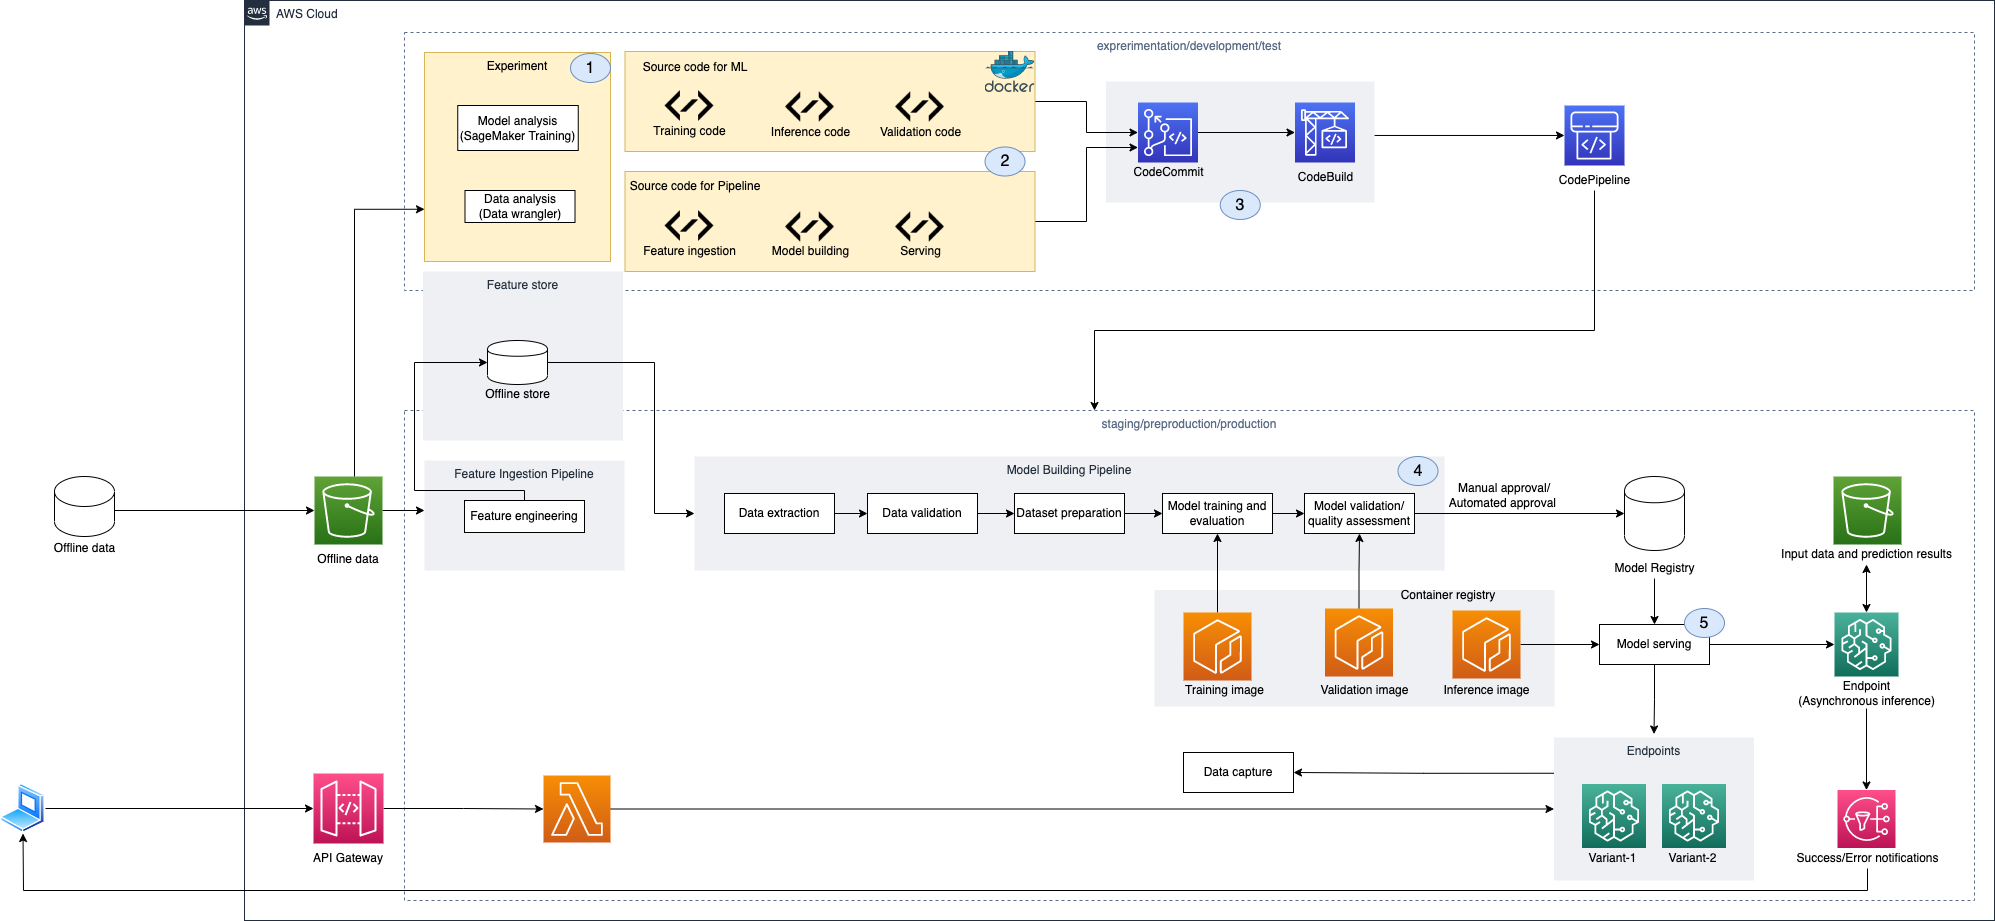 aws
AWS Cloud
exprerimentation/development/test
Experiment
1
Model analysis
(SageMaker Training)
Data analysis
(Data wrangler)
Source code for ML
docker
Training code
Inference code
Validation code
2
Source code for Pipeline
Feature ingestion
Model building
Serving
CodeCommit
CodeBuild
3
CodePipeline
Feature store
Offline store
staging/preproduction/production
Offline data
Offline data
Feature Ingestion Pipeline
Feature engineering
Model Building Pipeline
4
Data extraction
Data validation
Dataset preparation
Model training and
evaluation
Model validation/
quality assessment
Manual approval/
Automated approval
Model Registry
Input data and prediction results
Container registry
Training image
Validation image
Inference image
5
Model serving
Endpoint
(Asynchronous inference)
Data capture
Endpoints
Variant-1
Variant-2
API Gateway
Success/Error notifications